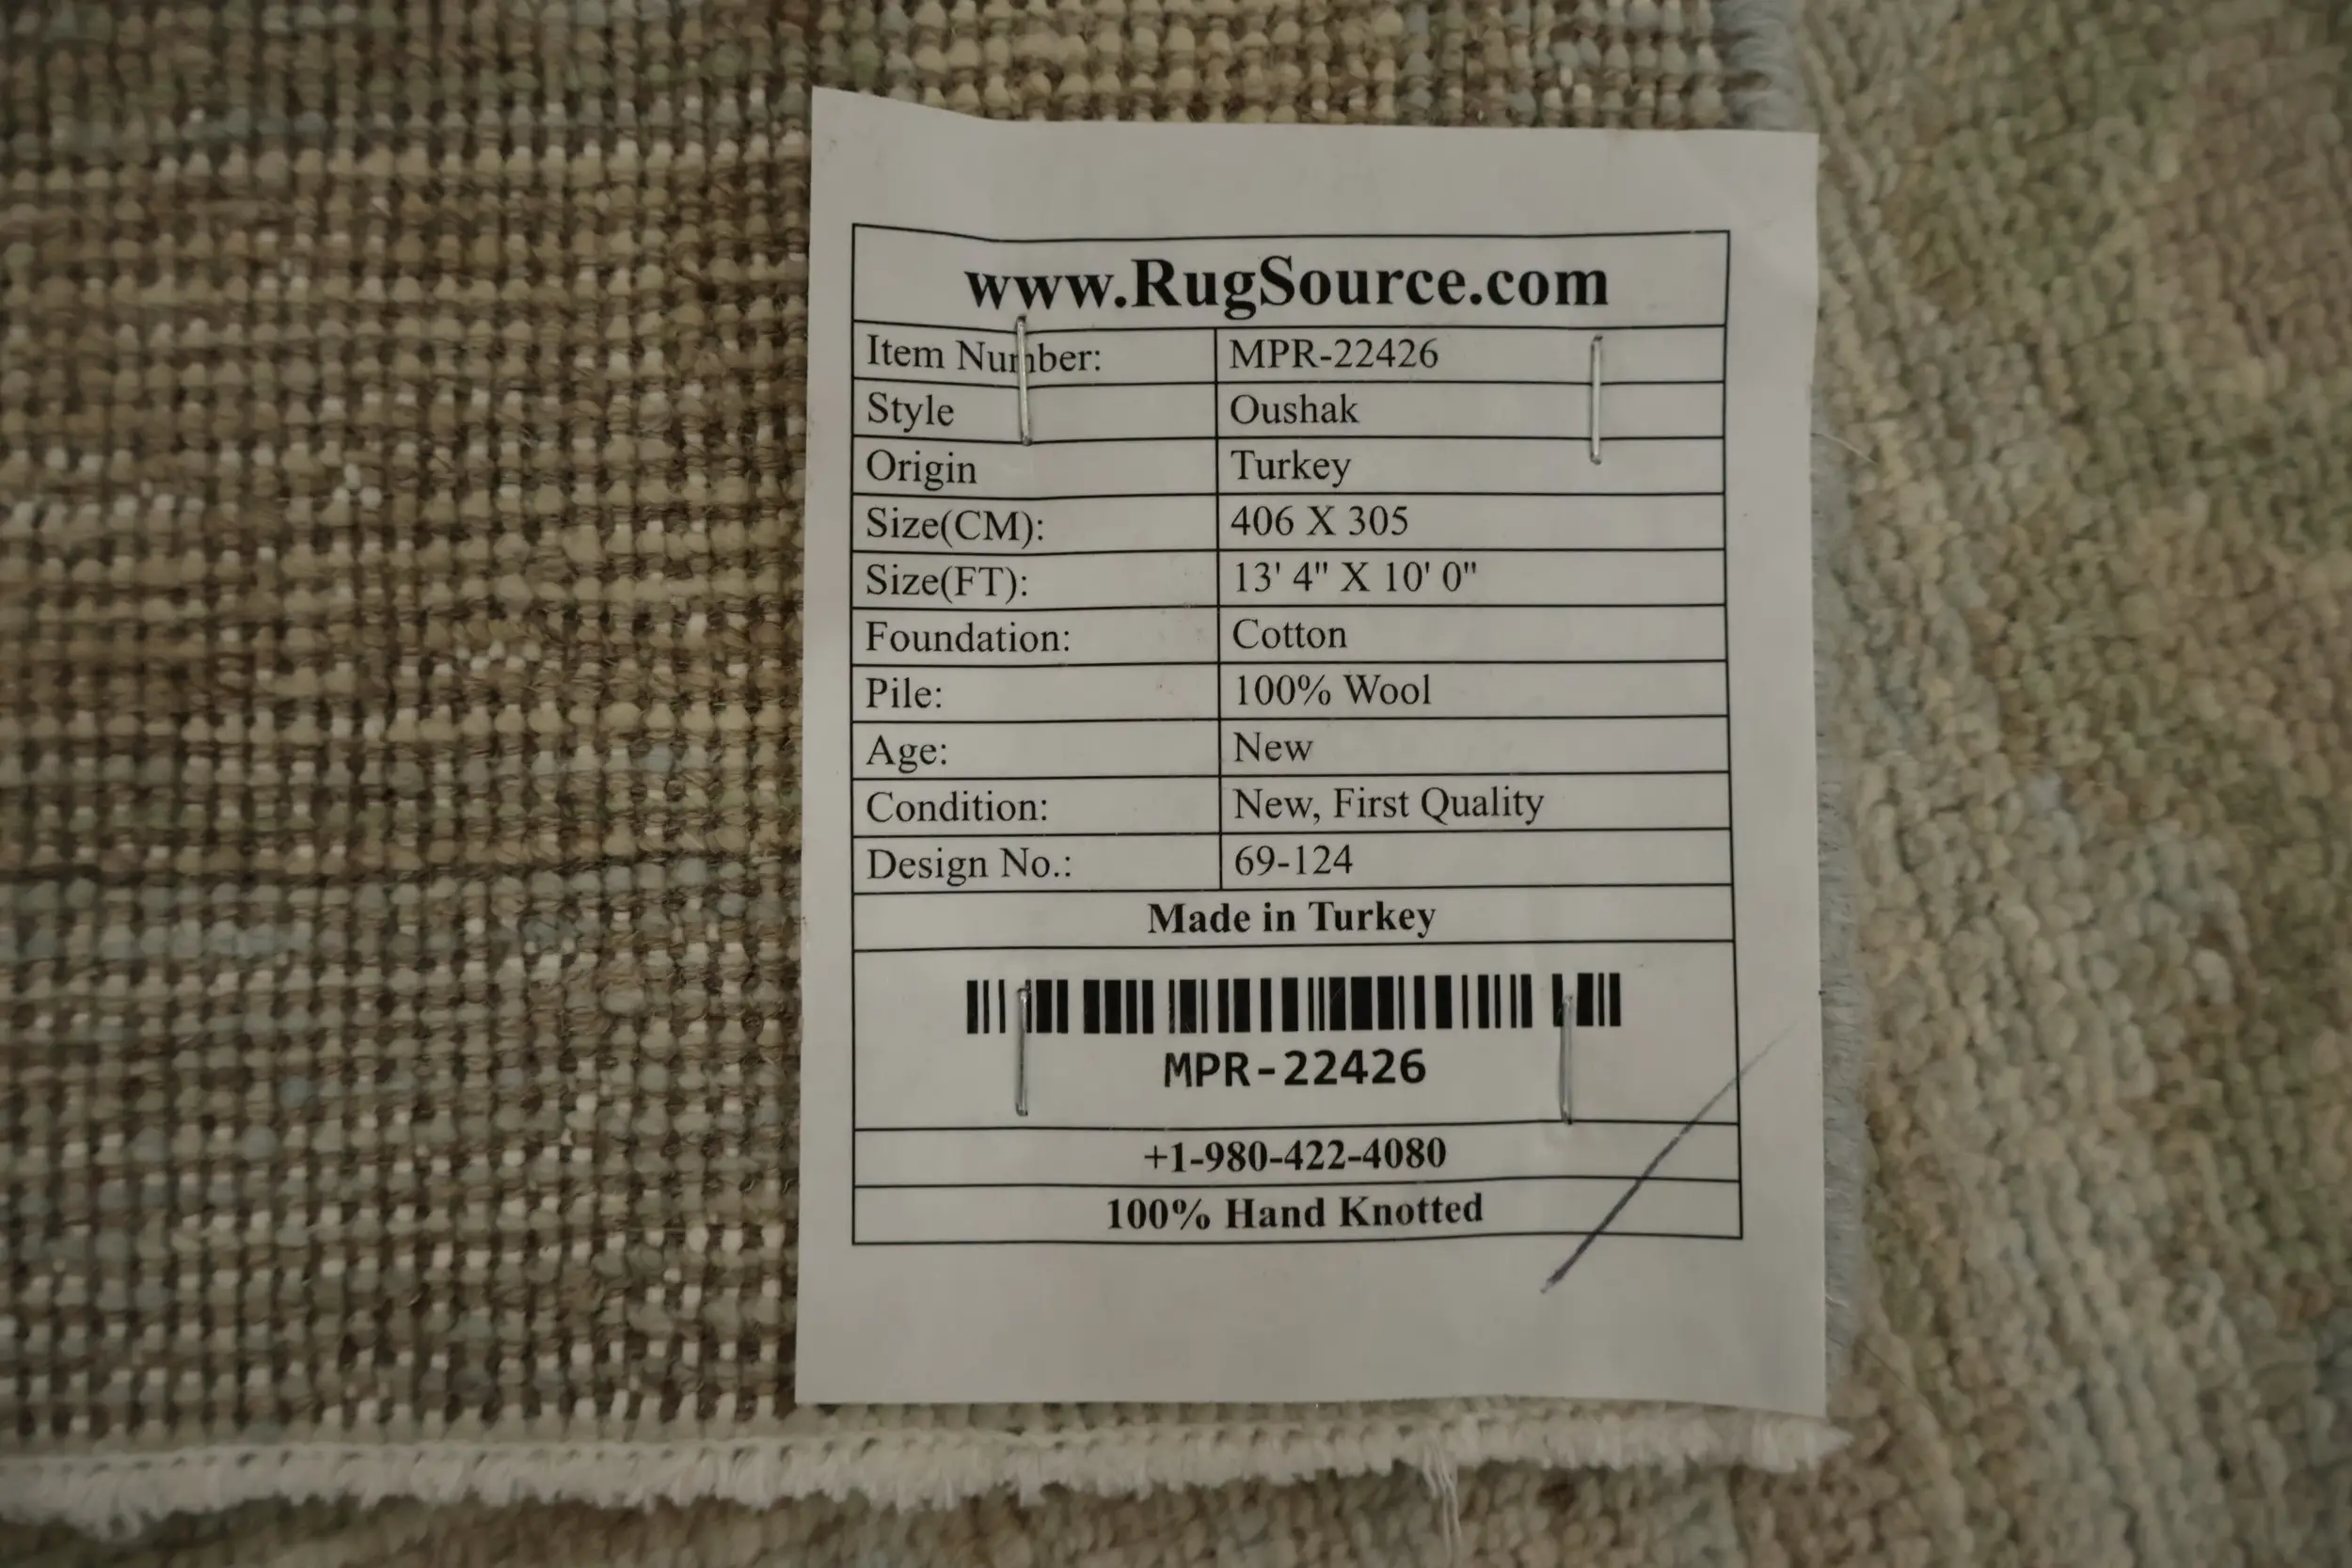 www.RugSource.com
Item Number: MPR-22426
Style Oushak
Origin Turkey
Size(CM): 406 X 305
Size(FT): 13' 4" X 10' 0"
Foundation: Cotton
Pile: 100% Wool
Age: New
Condition: New, First Quality
Design No.: 69-124
Made in Turkey
MPR-22426
+1-980-422-4080
100% Hand Knotted